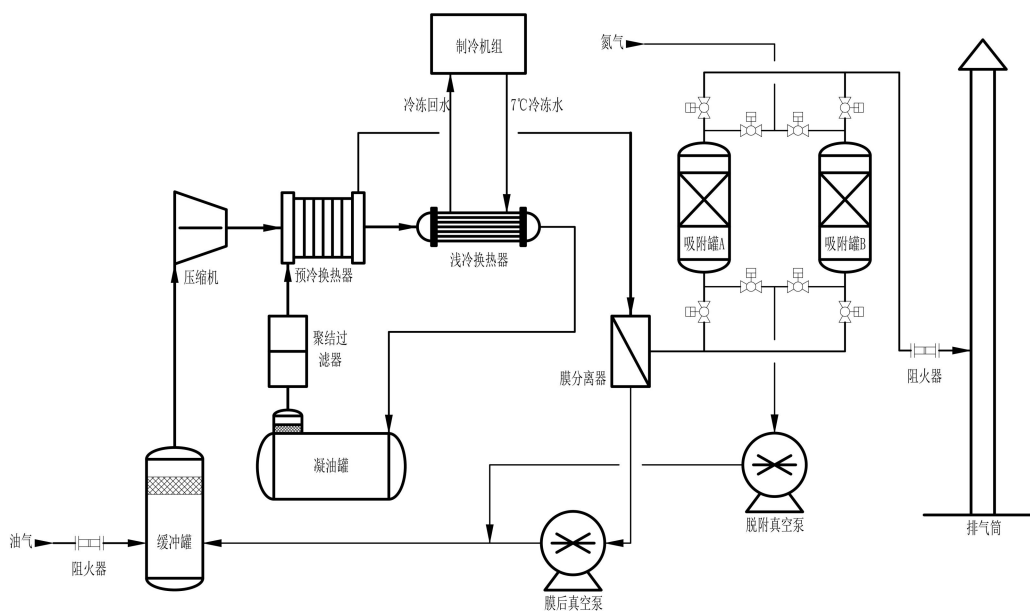 制冷机组
氮气
冷冻回水
7℃冷冻水
吸附罐A
吸附罐B
压缩机
预冷换热器
浅冷换热器
聚结过
滤器
膜分离器
阻火器
凝油罐
脱附真空泵
排气筒
油气
缓冲罐
阻火器
膜后真空泵